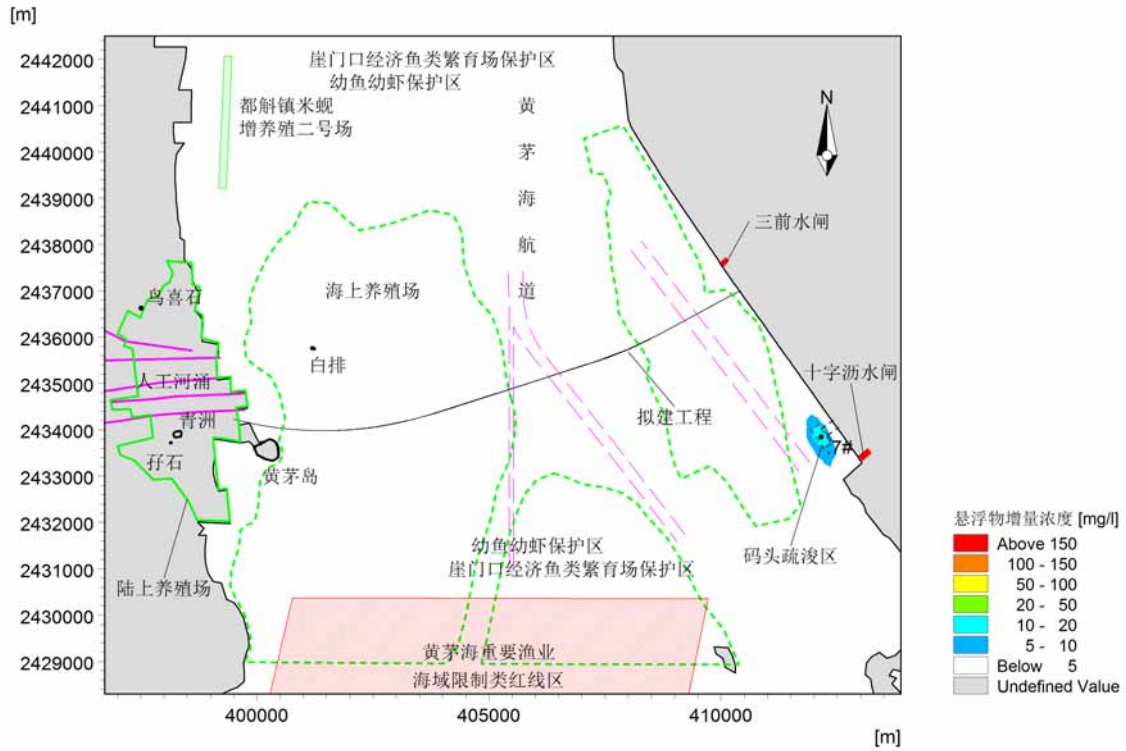 [m]
2442000
2441000
2440000
2439000
2438000
2437000
2436000
2435000
2434000
2433000
2432000
2431000
2430000
2429000
400000
405000
410000
[m]
崖门口经济鱼类繁育场保护区
幼鱼幼虾保护区
都斛镇米蚬
增养殖二号场
黄茅海航道
N
三前水闸
海上养殖场
鸟喜石
白排
人工河涌
十字沥水闸
青洲
拟建工程
7#
孖石
黄茅岛
幼鱼幼虾保护区
崖门口经济鱼类繁育场保护区
码头疏浚区
陆上养殖场
黄茅海重要渔业
海域限制类红线区
悬浮物增量浓度 [mg/l]
Above 150
100 - 150
50 - 100
20 - 50
10 - 20
5 - 10
Below 5
Undefined Value